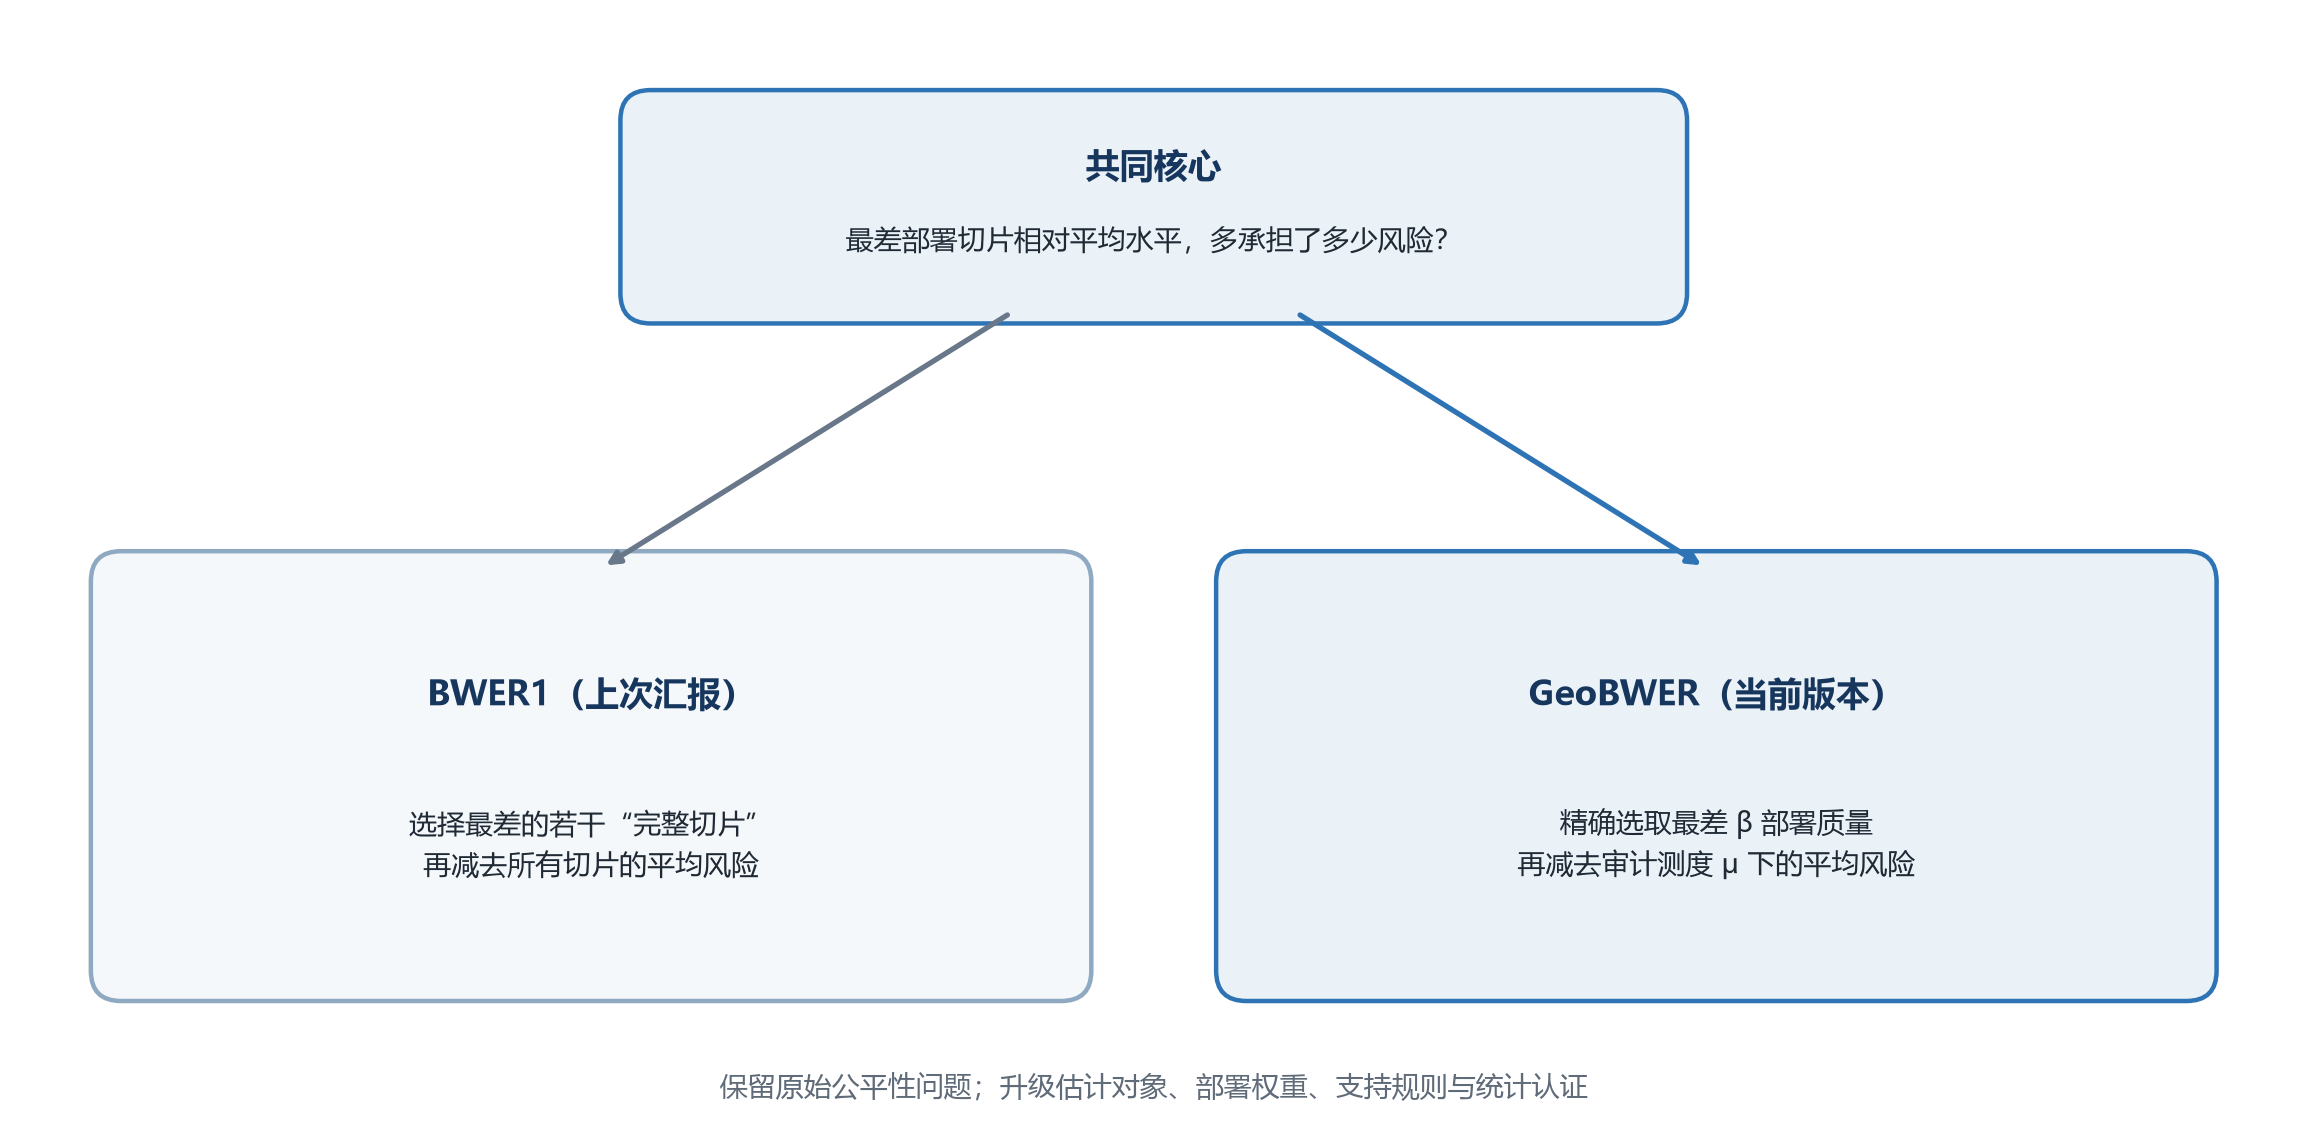 共同核心
最差部署切片相对平均水平，多承担了多少风险？
BWER1（上次汇报）
选择最差的若干“完整切片”
再减去所有切片的平均风险
GeoBWER（当前版本）
精确选取最差 β 部署质量
再减去审计测度 μ 下的平均风险
保留原始公平性问题；升级估计对象、部署权重、支持规则与统计认证